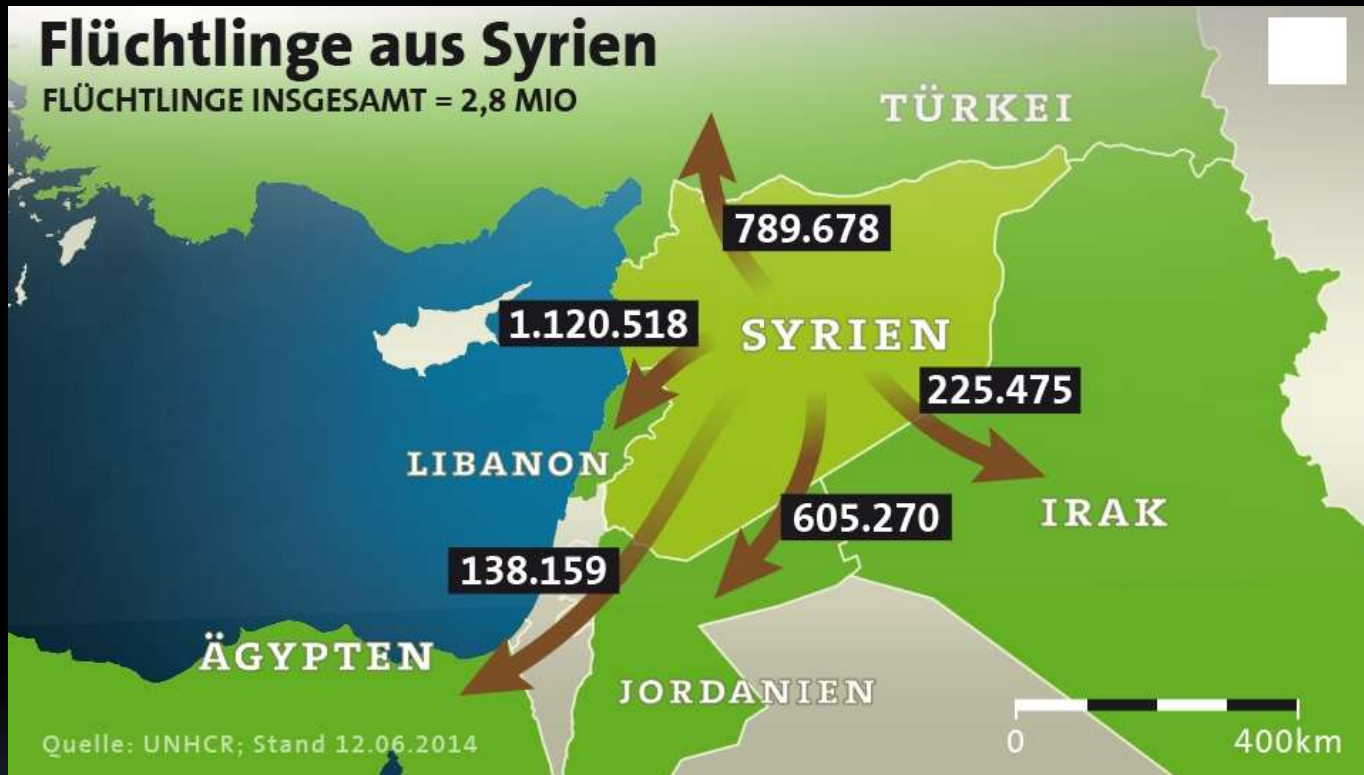 Flüchtlinge aus Syrien
FLÜCHTLINGE INSGESAMT = 2,8 MIO
TÜRKEI
789.678
1.120.518
SYRIEN
225.475
LIBANON
605.270
IRAK
138.159
ÄGYPTEN
JORDANIEN
Quelle: UNHCR; Stand 12.06.2014
0 400km